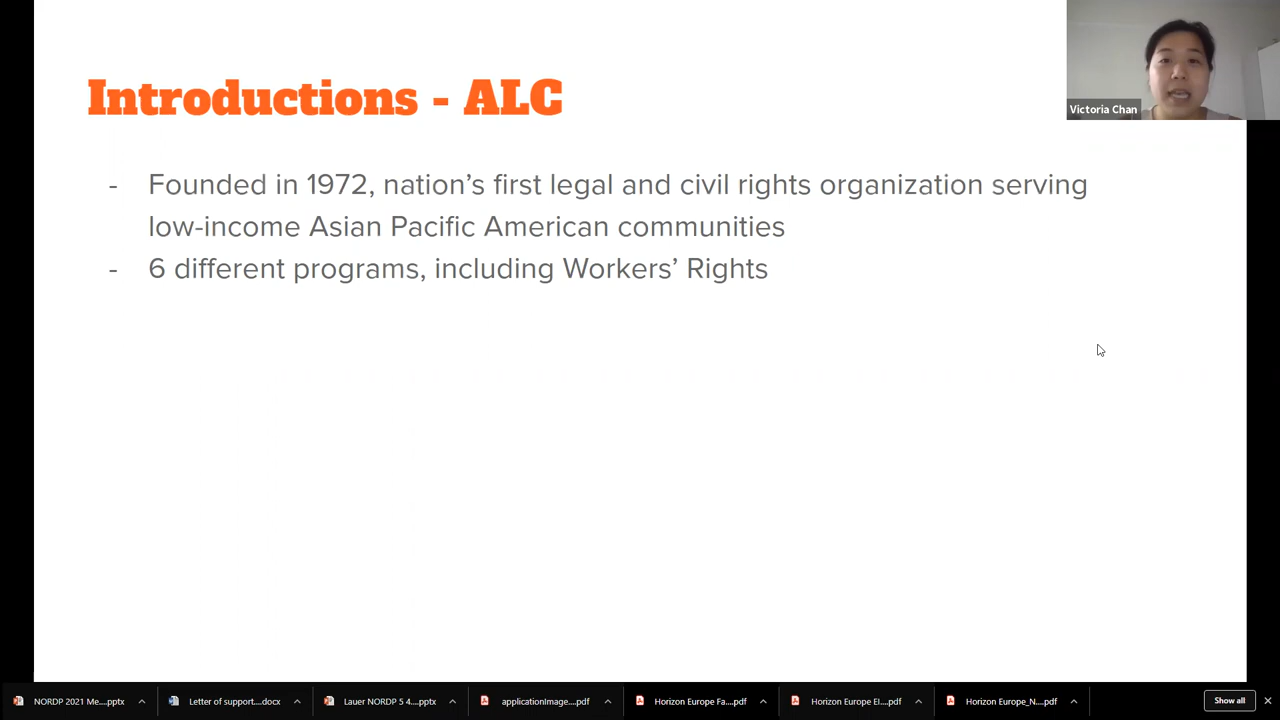 Introductions - ALC
Victoria Chan
- Founded in 1972, nation’s first legal and civil rights organization serving
low-income Asian Pacific American communities
- 6 different programs, including Workers’ Rights
NORDP 2021 Me....pptx
Letter of support....docx
Lauer NORDP 5 4...pptx
applicationImage....pdf
Horizon Europe Fa....pdf
Horizon Europe EI....pdf
Horizon Europe_N....pdf
Show all